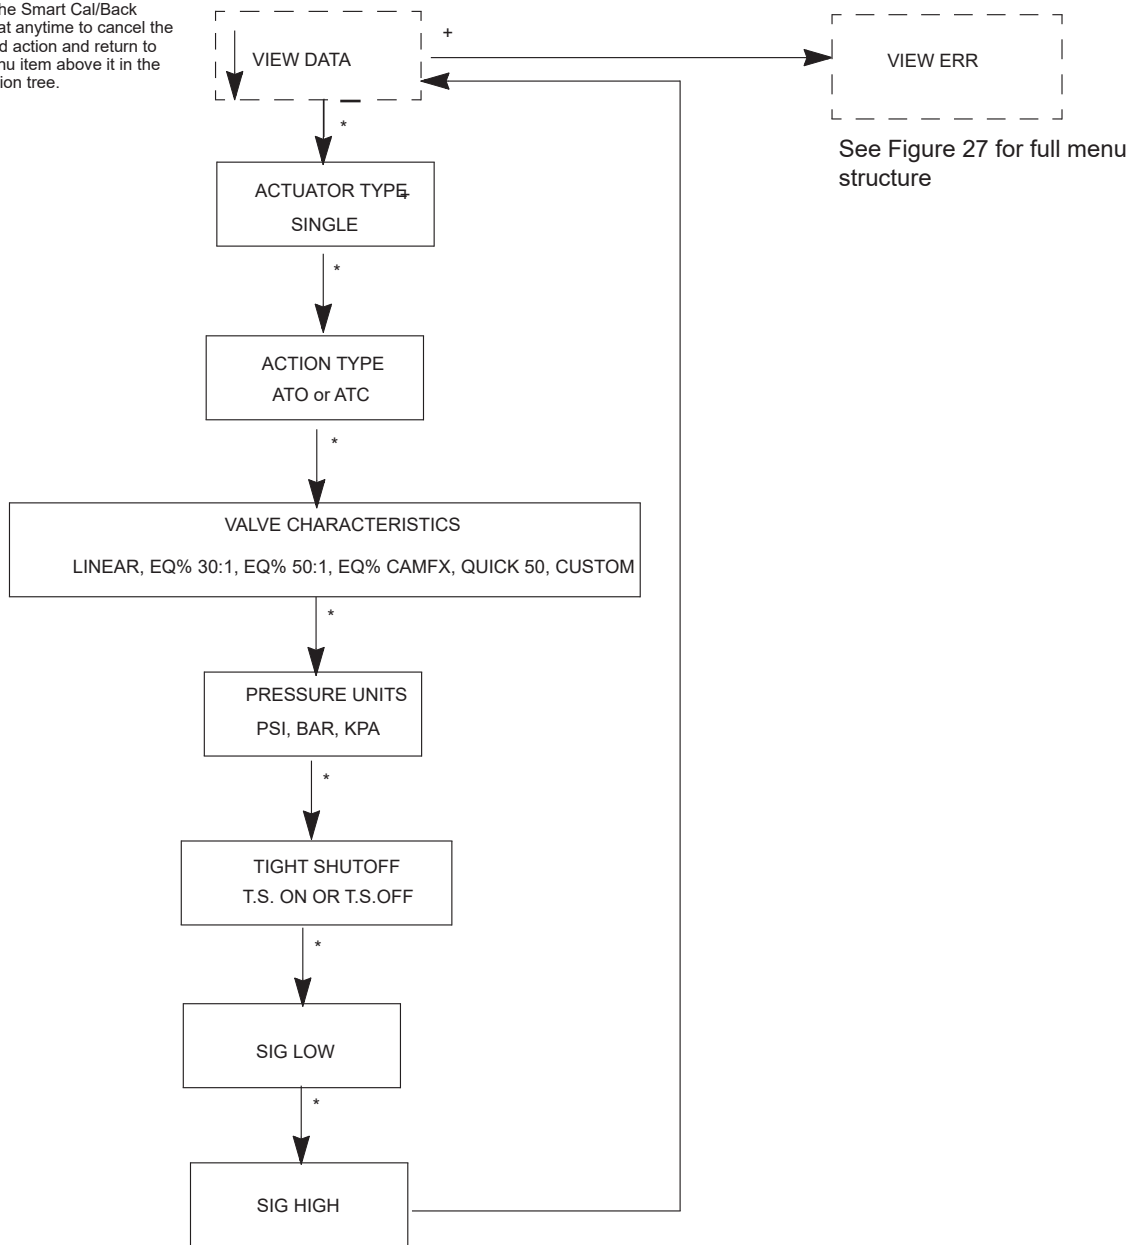 he Smart Cal/Back
at anytime to cancel the
d action and return to
nu item above it in the
ion tree.
VIEW DATA
+
VIEW ERR
See Figure 27 for full menu
structure
*
ACTUATOR TYPE
+
SINGLE
*
ACTION TYPE
ATO or ATC
*
VALVE CHARACTERISTICS
LINEAR, EQ% 30:1, EQ% 50:1, EQ% CAMFX, QUICK 50, CUSTOM
*
PRESSURE UNITS
PSI, BAR, KPA
*
TIGHT SHUTOFF
T.S. ON OR T.S.OFF
*
SIG LOW
*
SIG HIGH